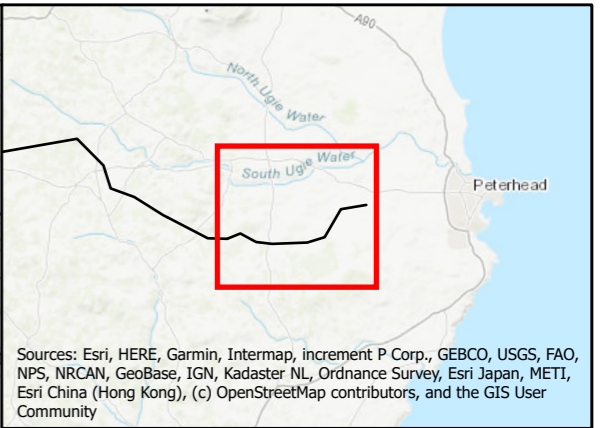 A90
North Ugie Water
South Ugie Water
Peterhead
Sources: Esri, HERE, Garmin, Intermap, increment P Corp., GEBCO, USGS, FAO,
NPS, NRCAN, GeoBase, IGN, Kadaster NL, Ordnance Survey, Esri Japan, METI,
Esri China (Hong Kong), (c) OpenStreetMap contributors, and the GIS User
Community